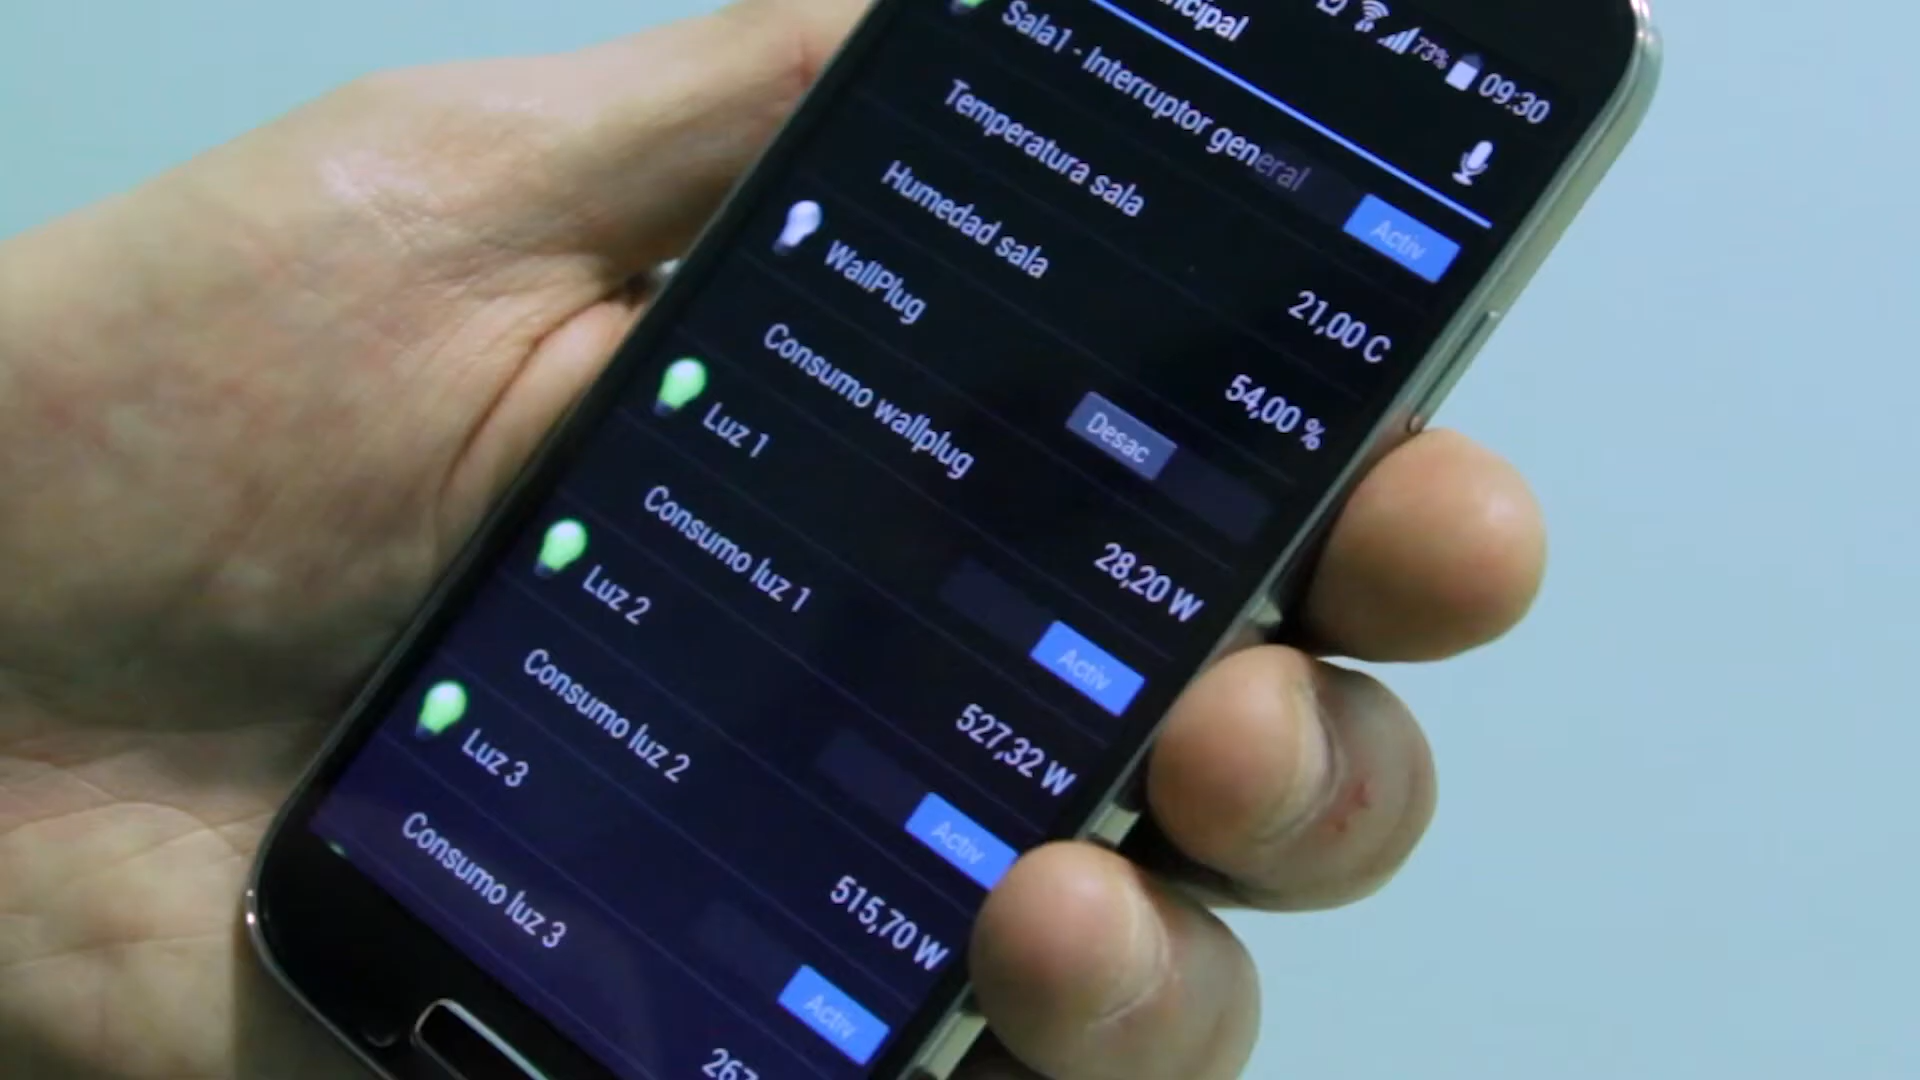 73% 09:30
Sala1 - Interruptor general
Activ
Temperatura sala
21,00 C
Humedad sala
54,00 %
WallPlug
Desac
Consumo wallplug
28,20 W
Luz 1
Activ
Consumo luz 1
527,32 W
Luz 2
Activ
Consumo luz 2
515,70 W
Luz 3
Activ
Consumo luz 3